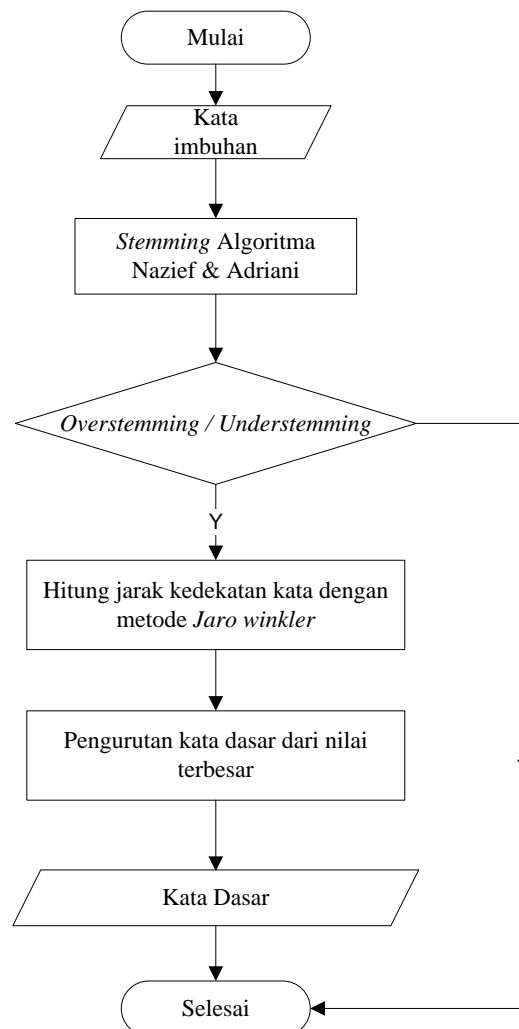 Mulai
Kata
imbuhan
Stemming Algoritma
Nazief & Adriani
Overstemming / Understemming
Y
Hitung jarak kedekatan kata dengan
metode Jaro winkler
Pengurutan kata dasar dari nilai
terbesar
Kata Dasar
Selesai